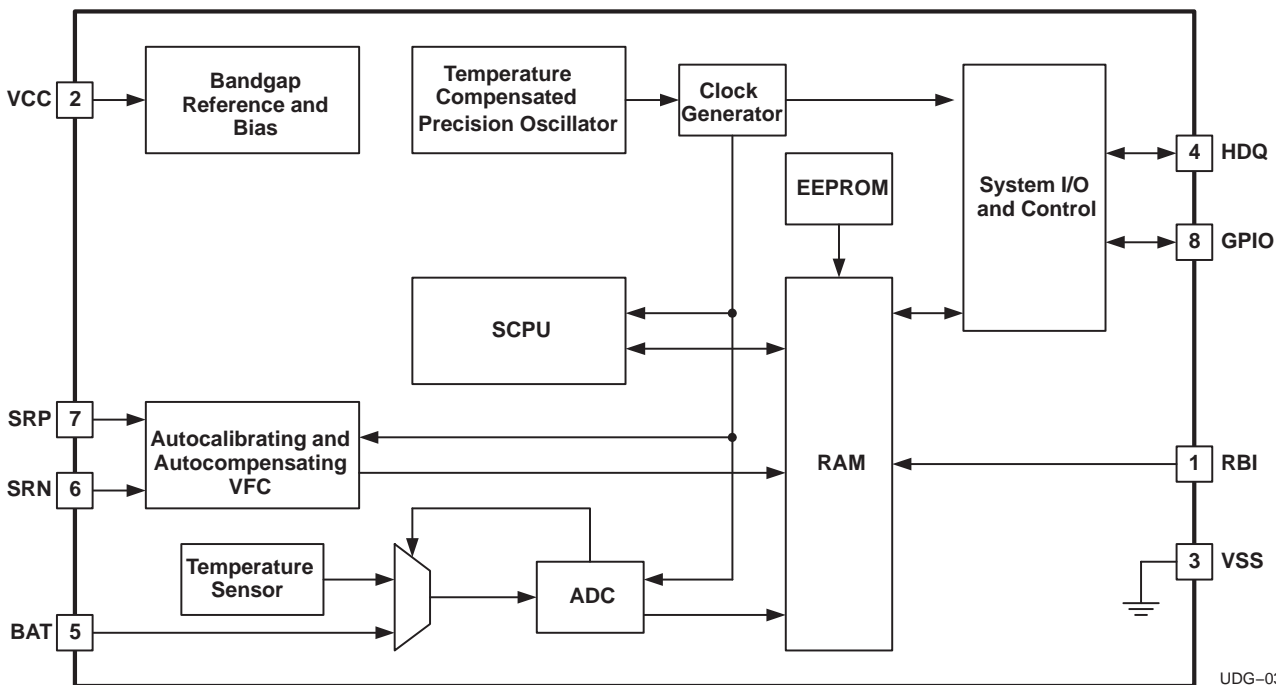 VCC
2
Bandgap
Reference and
Bias
Temperature
Compensated
Precision Oscillator
Clock
Generator
System I/O
and Control
4
HDQ
8
GPIO
EEPROM
SCPU
RAM
SRP
7
SRN
6
Autocalibrating and
Autocompensating
VFC
1
RBI
Temperature
Sensor
ADC
3
VSS
BAT
5